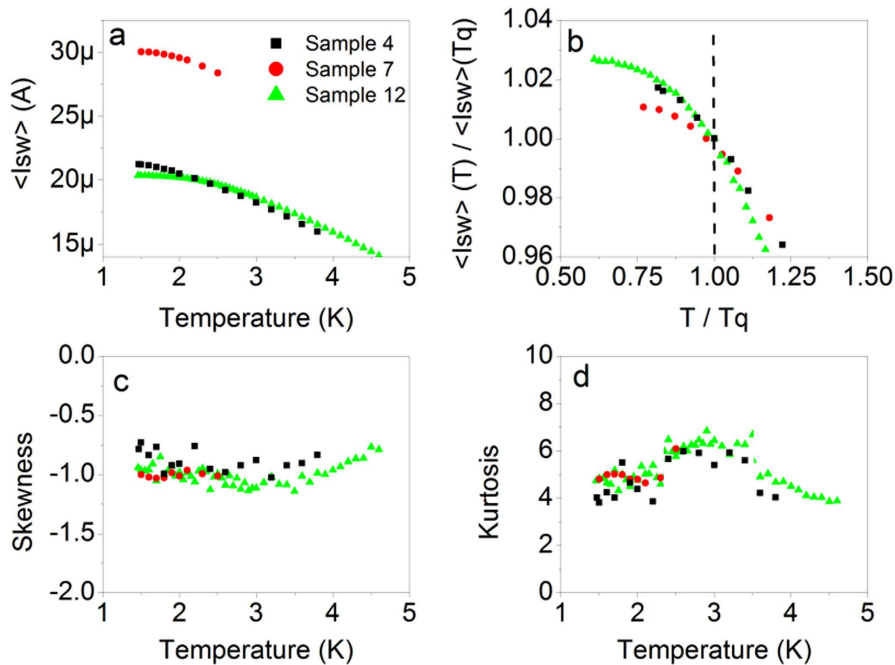 a
Sample 4
Sample 7
Sample 12
<Isw> (A)
30µ
25µ
20µ
15µ
1 2 3 4 5
Temperature (K)
b
<Isw> (T) / <Isw>(Tq)
1.04
1.02
1.00
0.98
0.96
0.50 0.75 1.00 1.25 1.50
T / Tq
c
Skewness
0.0
-0.5
-1.0
-1.5
-2.0
1 2 3 4 5
Temperature (K)
d
Kurtosis
10
8
6
4
2
0
1 2 3 4 5
Temperature (K)